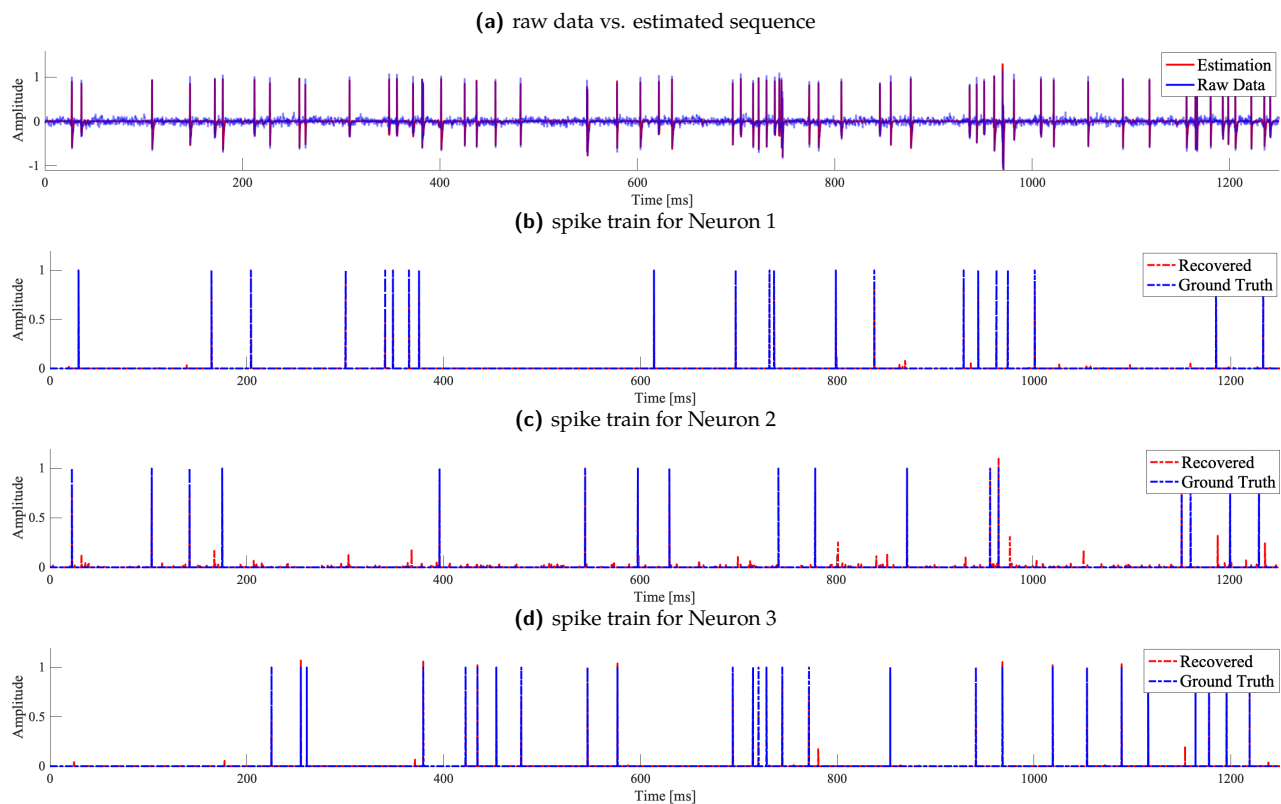 (a) raw data vs. estimated sequence
Estimation
Raw Data
Amplitude
1
0
-1
0 200 400 600 800 1000 1200
Time [ms]
(b) spike train for Neuron 1
Recovered
Ground Truth
Amplitude
1
0.5
0
200 400 600 800 1000 1200
Time [ms]
(c) spike train for Neuron 2
Recovered
Ground Truth
Amplitude
1
0.5
0
200 400 600 800 1000 1200
Time [ms]
(d) spike train for Neuron 3
Recovered
Ground Truth
Amplitude
1
0.5
0
200 400 600 800 1000 1200
Time [ms]